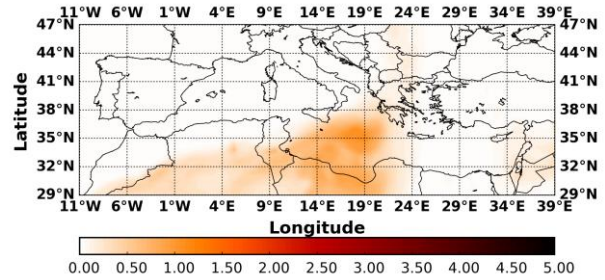 11°W 6°W 1°W 4°E 9°E 14°E 19°E 24°E 29°E 34°E 39°E
47°N 47°N
44°N 44°N
41°N 41°N
38°N 38°N
35°N 35°N
32°N 32°N
29°N 29°N
11°W 6°W 1°W 4°E 9°E 14°E 19°E 24°E 29°E 34°E 39°E
Latitude
Longitude
0.00 0.50 1.00 1.50 2.00 2.50 3.00 3.50 4.00 4.50 5.00